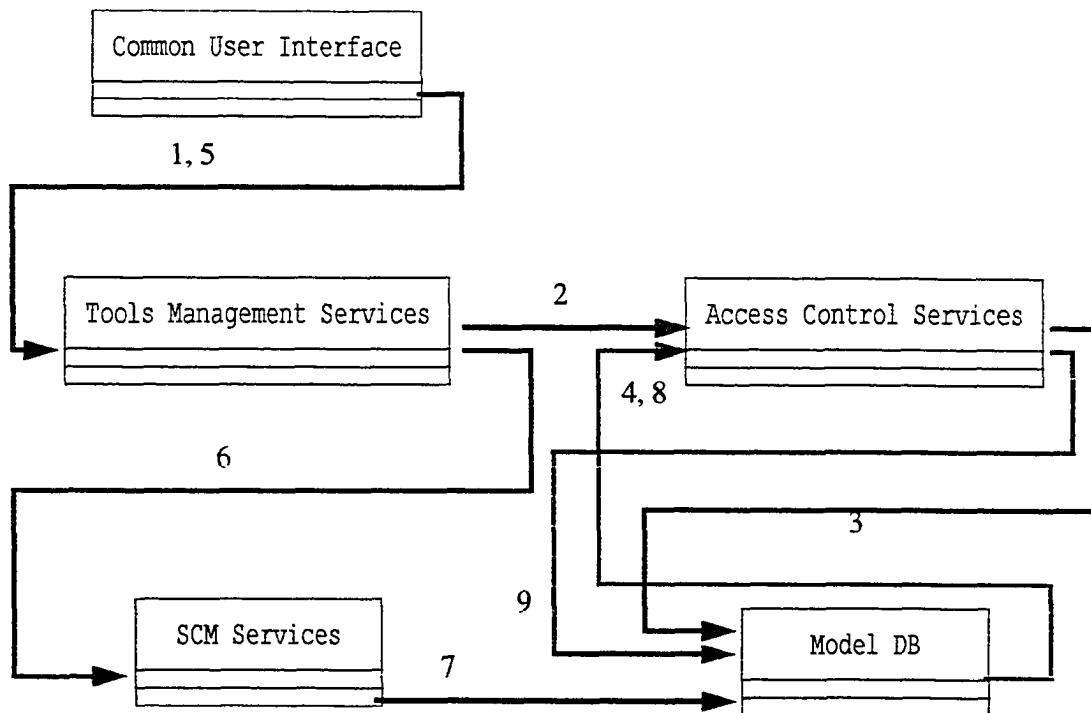 Common User Interface
1, 5
Tools Management Services
2
Access Control Services
4, 8
6
3
9
SCM Services
7
Model DB